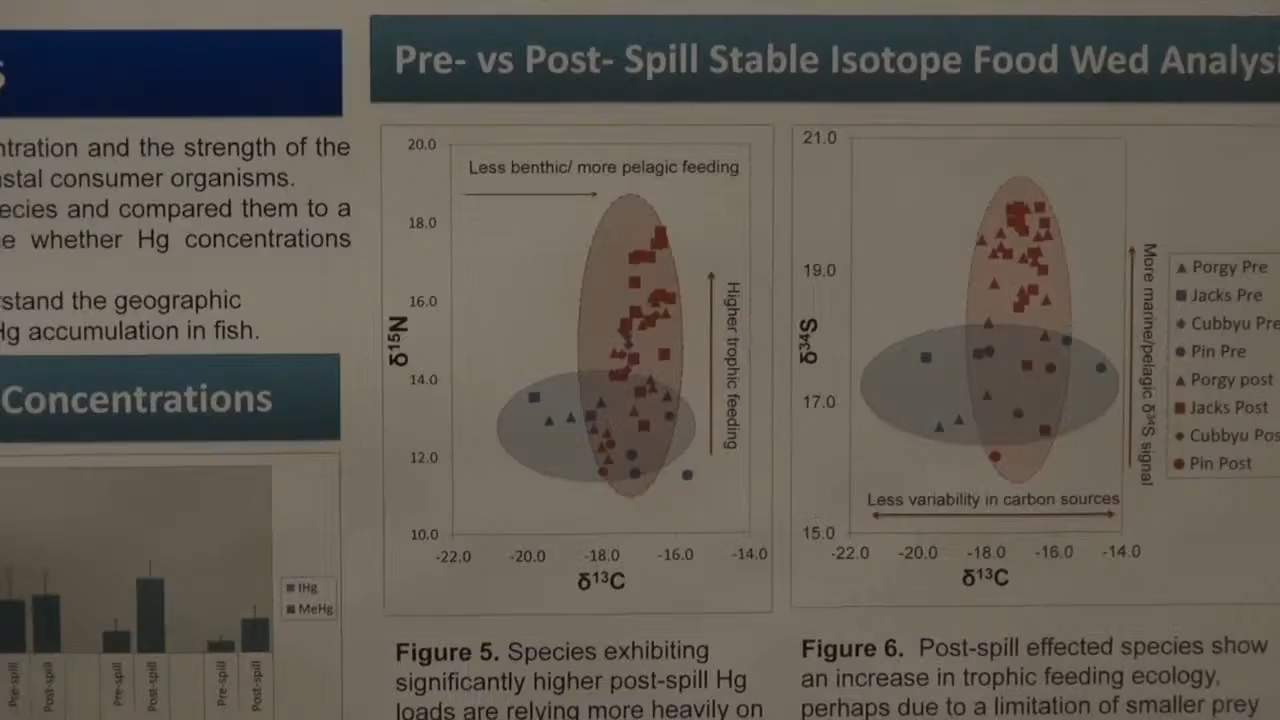 s
ntration and the strength of the
astal consumer organisms.
ecies and compared them to a
e whether Hg concentrations
rstand the geographic
Hg accumulation in fish.
Concentrations
IHg
MeHg
Pre-spill
Post-spill
Pre-spill
Post-spill
Pre-spill
Post-spill
Pre- vs Post- Spill Stable Isotope Food Wed Analysi
20.0
18.0
16.0
14.0
12.0
10.0
δ15N
Less benthic/ more pelagic feeding
Higher trophic feeding
-22.0 -20.0 -18.0 -16.0 -14.0
δ13C
Figure 5. Species exhibiting
significantly higher post-spill Hg
loads are relying more heavily on
21.0
19.0
17.0
15.0
δ34S
More marine/pelagic δ34S signal
Less variability in carbon sources
-22.0 -20.0 -18.0 -16.0 -14.0
δ13C
Porgy Pre
Jacks Pre
Cubbyu Pre
Pin Pre
Porgy post
Jacks Post
Cubbyu Pos
Pin Post
Figure 6. Post-spill effected species show
an increase in trophic feeding ecology,
perhaps due to a limitation of smaller prey